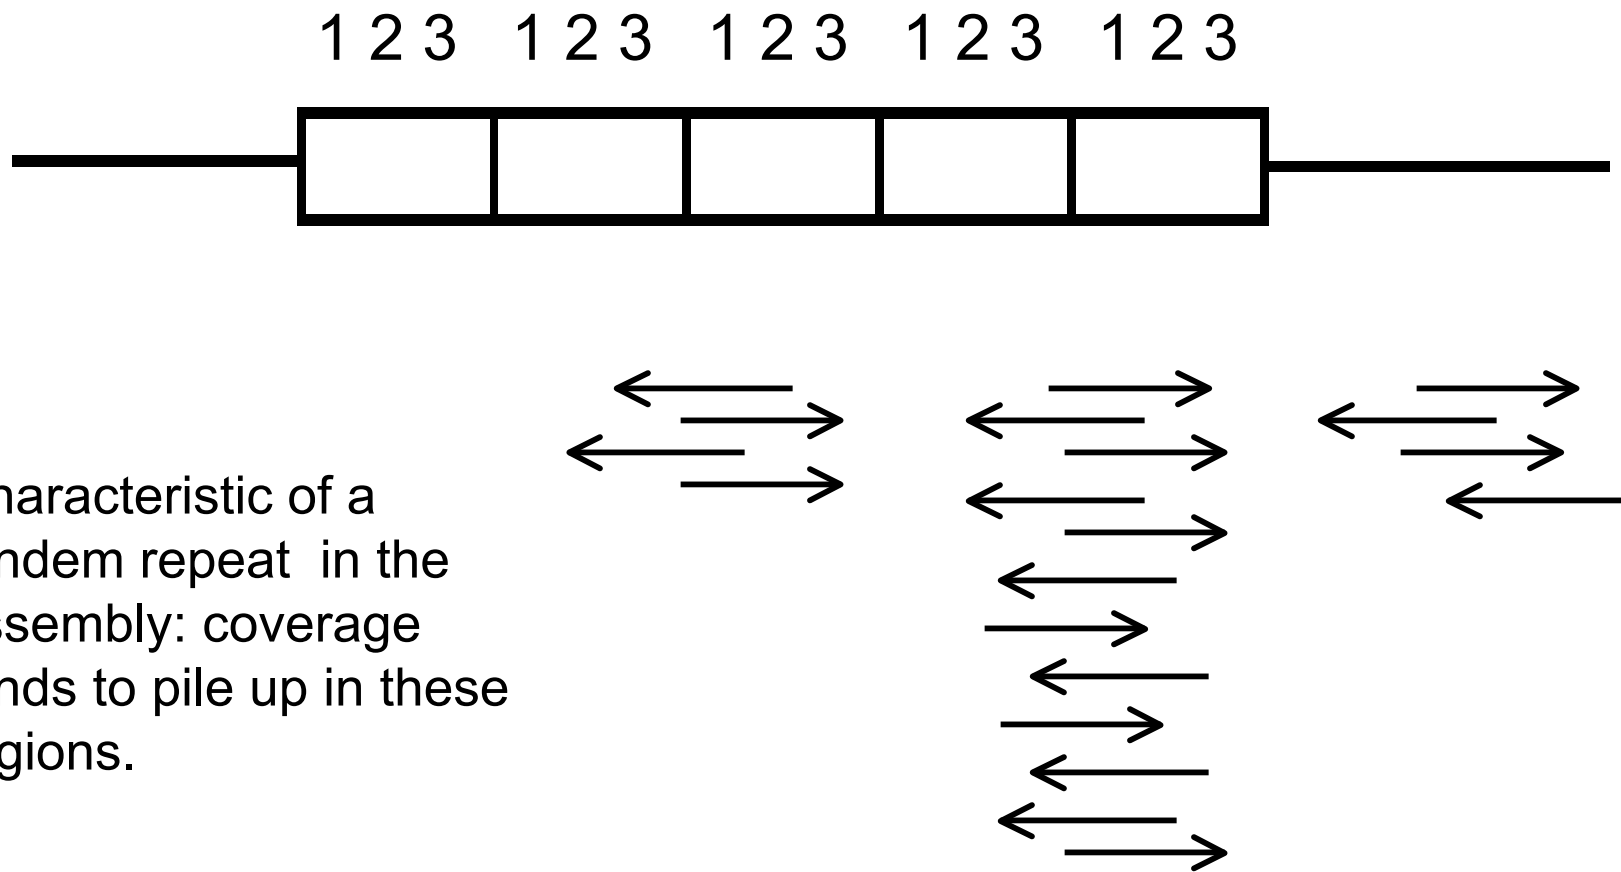 1 2 3 1 2 3 1 2 3 1 2 3 1 2 3
haracteristic of a
ndem repeat in the
ssembly: coverage
nds to pile up in these
gions.